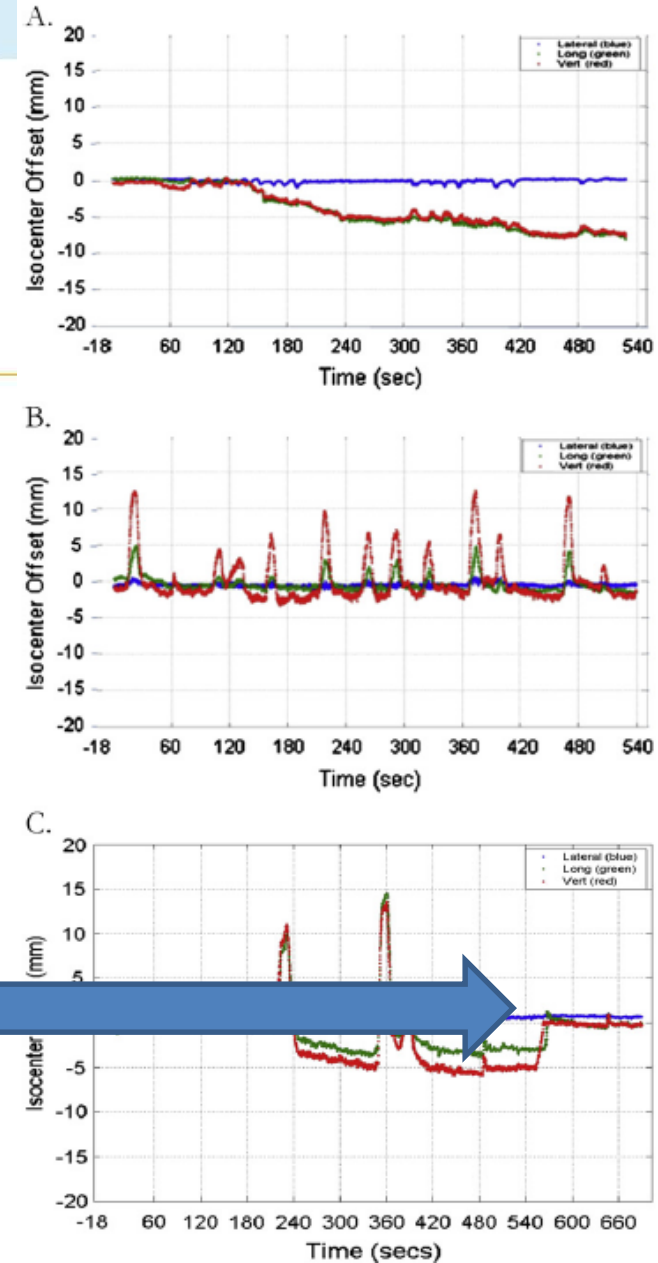 A.
20
15
10
5
0
-5
-10
-15
-20
Isocenter Offset (mm)
Lateral (blue)
Long (green)
Vert (red)
-18 60 120 180 240 300 360 420 480 540
Time (sec)
B.
20
15
10
5
0
-5
-10
-15
-20
Isocenter Offset (mm)
Lateral (blue)
Long (green)
Vert (red)
-18 60 120 180 240 300 360 420 480 540
Time (sec)
C.
20
15
10
5
-5
-10
-15
-20
Isocenter (mm)
Lateral (blue)
Long (green)
Vert (red)
-18 60 120 180 240 300 360 420 480 540 600 660
Time (secs)